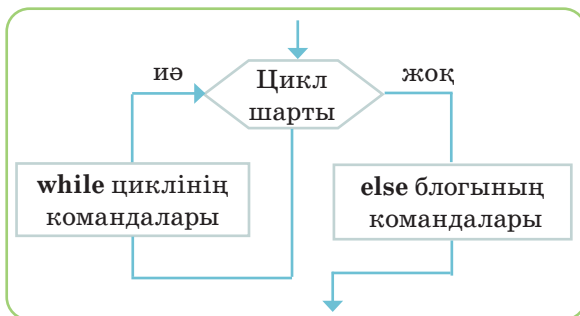 иә
Цикл
шарты
жоқ
while циклінің
командалары
else блогының
командалары